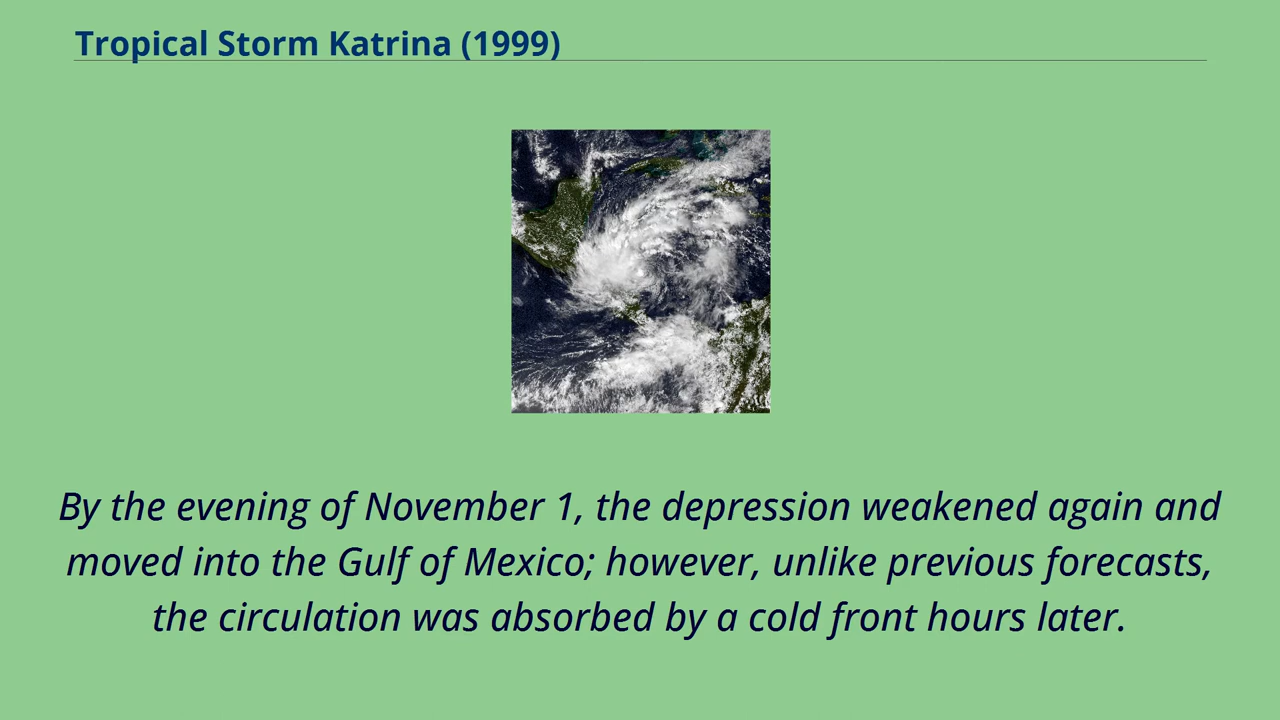 Tropical Storm Katrina (1999)
By the evening of November 1, the depression weakened again and
moved into the Gulf of Mexico; however, unlike previous forecasts,
the circulation was absorbed by a cold front hours later.